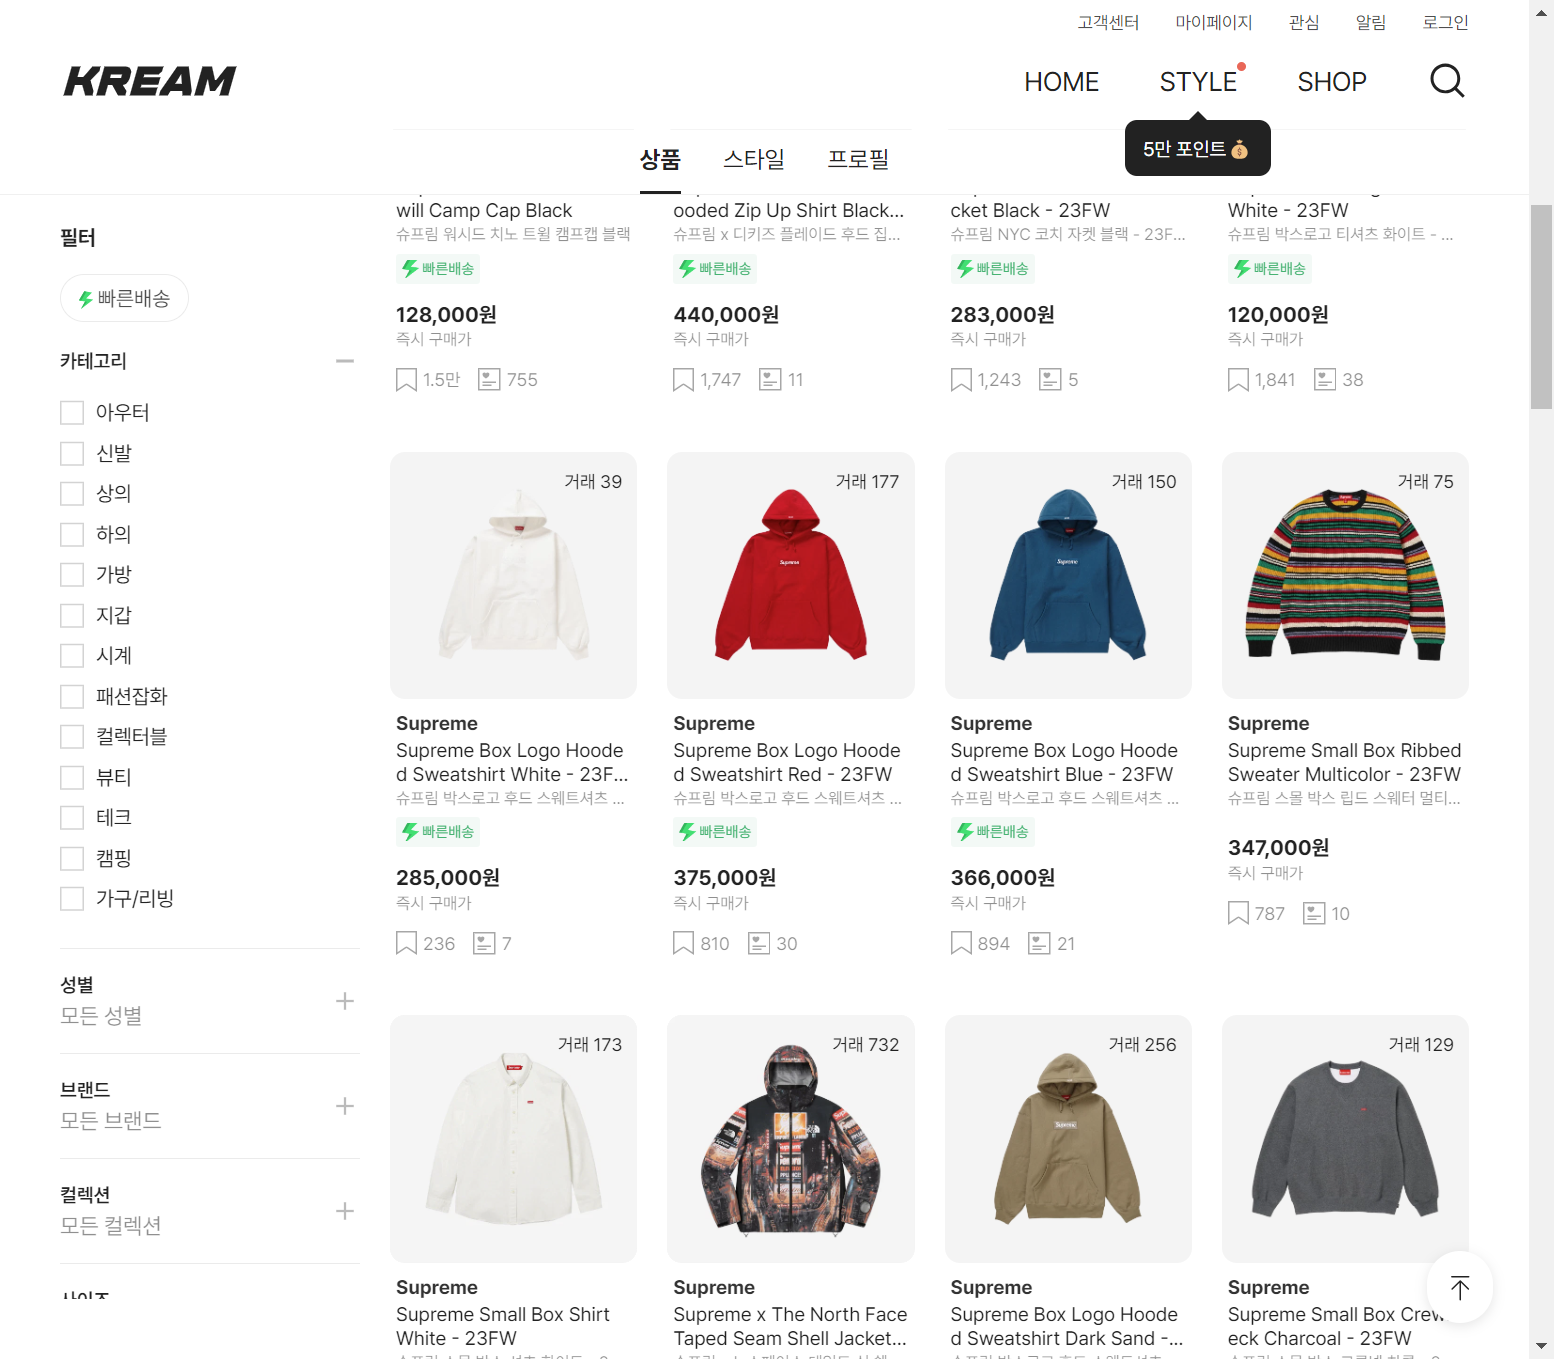 고객센터 마이페이지 관심 알림 로그인
KREAM
HOME STYLE SHOP
5만 포인트
상품 스타일 프로필
필터
빠른배송
카테고리
아우터
신발
상의
하의
가방
지갑
시계
패션잡화
컬렉터블
뷰티
테크
캠핑
가구/리빙
성별
모든 성별
브랜드
모든 브랜드
컬렉션
모든 컬렉션
will Camp Cap Black
슈프림 워시드 치노 트윌 캠프캡 블랙
빠른배송
128,000원
즉시 구매가
1.5만 755
ooded Zip Up Shirt Black...
슈프림 x 디키즈 플레이드 후드 집...
빠른배송
440,000원
즉시 구매가
1,747 11
cket Black - 23FW
슈프림 NYC 코치 자켓 블랙 - 23F...
빠른배송
283,000원
즉시 구매가
1,243 5
White - 23FW
슈프림 박스로고 티셔츠 화이트 - ...
빠른배송
120,000원
즉시 구매가
1,841 38
거래 39
Supreme
Supreme Box Logo Hoode
d Sweatshirt White - 23F...
슈프림 박스로고 후드 스웨트셔츠 ...
빠른배송
285,000원
즉시 구매가
236 7
거래 177
Supreme
Supreme
Supreme Box Logo Hoode
d Sweatshirt Red - 23FW
슈프림 박스로고 후드 스웨트셔츠 ...
빠른배송
375,000원
즉시 구매가
810 30
거래 150
Supreme
Supreme
Supreme Box Logo Hoode
d Sweatshirt Blue - 23FW
슈프림 박스로고 후드 스웨트셔츠 ...
빠른배송
366,000원
즉시 구매가
894 21
거래 75
Supreme
Supreme Small Box Ribbed
Sweater Multicolor - 23FW
슈프림 스몰 박스 립드 스웨터 멀티...
347,000원
즉시 구매가
787 10
거래 173
Supreme
Supreme Small Box Shirt
White - 23FW
거래 732
Supreme
Supreme x The North Face
Taped Seam Shell Jacket...
거래 256
Supreme
Supreme
Supreme Box Logo Hoode
d Sweatshirt Dark Sand -...
거래 129
Supreme
Supreme Small Box Crew
eck Charcoal - 23FW